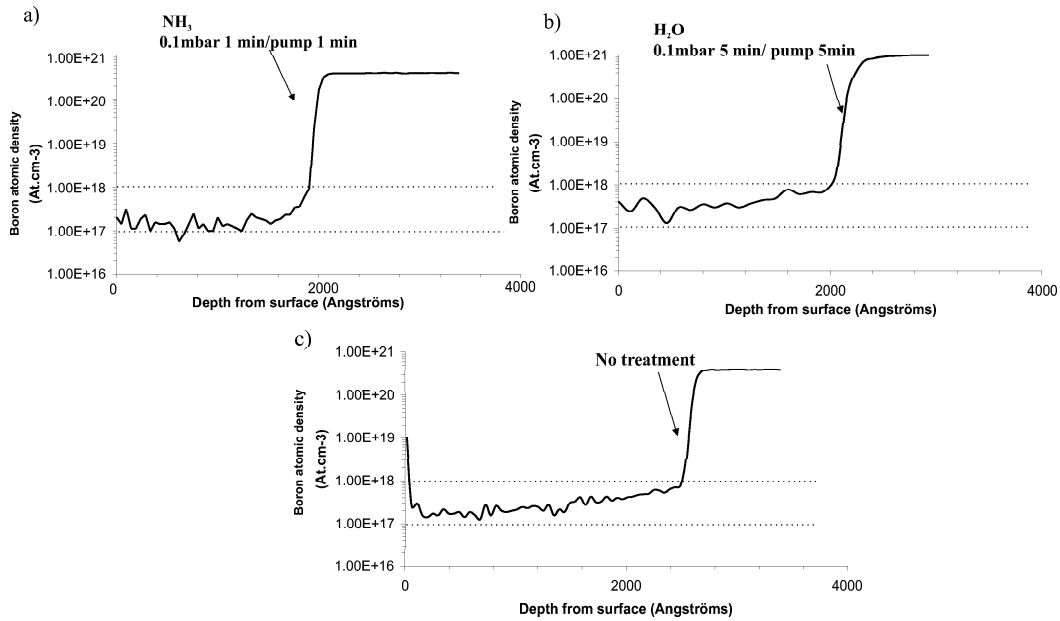 a)
NH₃
0.1mbar 1 min/pump 1 min
Boron atomic density
(At.cm-3)
1.00E+21
1.00E+20
1.00E+19
1.00E+18
1.00E+17
1.00E+16
0
2000
4000
Depth from surface (Angströms)
b)
H₂O
0.1mbar 5 min/ pump 5min
Boron atomic density
(At.cm-3)
1.00E+21
1.00E+20
1.00E+19
1.00E+18
1.00E+17
1.00E+16
0
2000
4000
Depth from surface (Angströms)
c)
No treatment
Boron atomic density
(At.cm-3)
1.00E+21
1.00E+20
1.00E+19
1.00E+18
1.00E+17
1.00E+16
0
2000
4000
Depth from surface (Angströms)